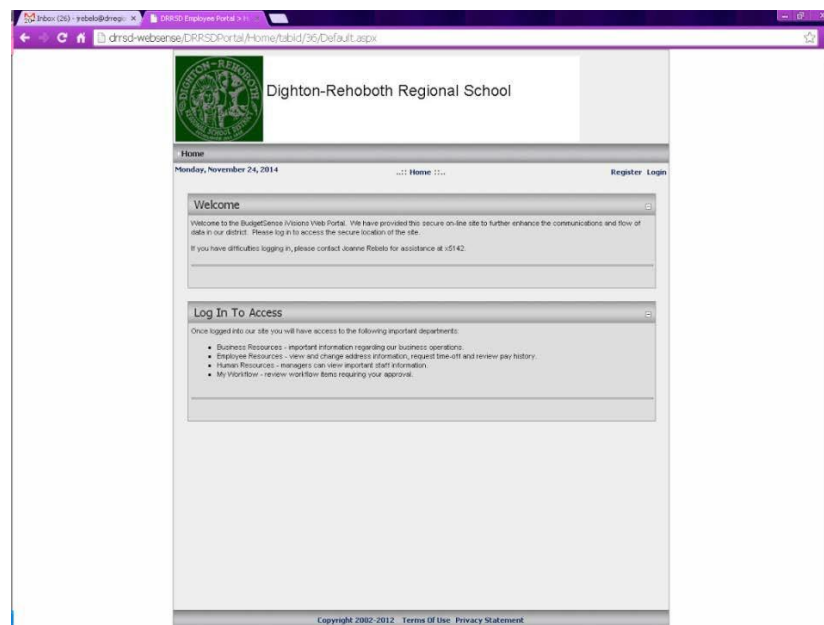 Inbox (26) - jrebelo@drregio
DRRSD Employee Portal > H
drrsd-websense/DRRSDPortal/Home/tabid/36/Default.aspx
DIGHTON-REHOBOTH
REGIONAL SCHOOL DISTRICT
Dighton-Rehoboth Regional School
Home
Monday, November 24, 2014 ..:: Home ::.. Register Login
Welcome
Welcome to the BudgetSense iVisions Web Portal. We have provided this secure on-line site to further enhance the communications and flow of
data in our district. Please log in to access the secure location of the site.
If you have difficulties logging in, please contact Joanne Rebelo for assistance at x5142.
Log In To Access
Once logged into our site you will have access to the following important departments:
• Business Resources - important information regarding our business operations.
• Employee Resources - view and change address information, request time-off and review pay history.
• Human Resources - managers can view important staff information.
• My Workflow - review workflow items requiring your approval.
Copyright 2002-2012 Terms Of Use Privacy Statement